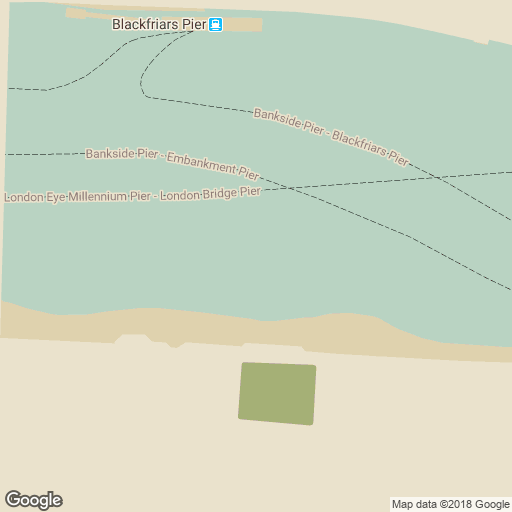 Blackfriars Pier
Bankside Pier - Blackfriars Pier
Bankside Pier - Embankment Pier
London Eye Millennium Pier - London Bridge Pier
Google
Map data ©2018 Google